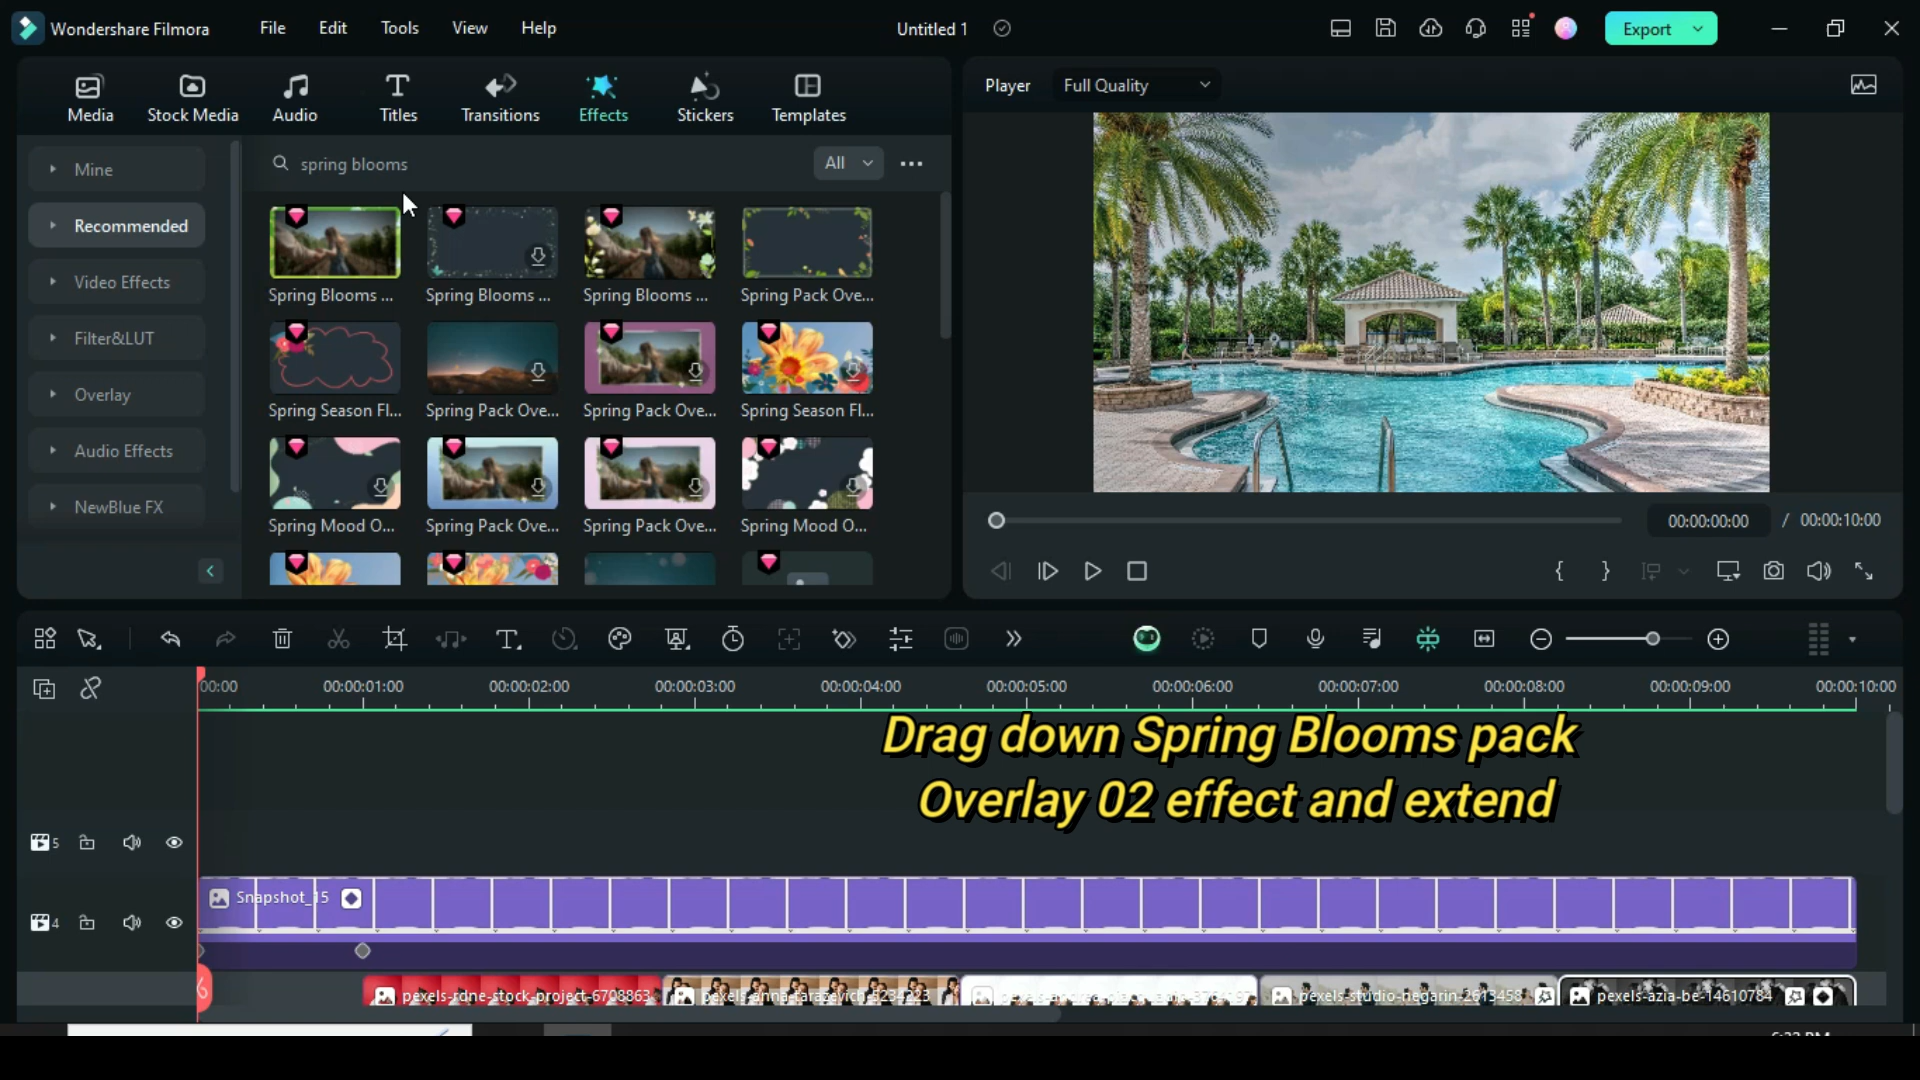 Wondershare Filmora
File
Edit
Tools
View
Help
Untitled 1
Export
Media
Stock Media
Audio
Titles
Transitions
Effects
Stickers
Templates
Player
Full Quality
Mine
Recommended
Video Effects
Filter&LUT
Overlay
Audio Effects
NewBlue FX
spring blooms
All
Spring Blooms ...
Spring Blooms ...
Spring Blooms ...
Spring Pack Ove...
Spring Season Fl...
Spring Pack Ove...
Spring Pack Ove...
Spring Season Fl...
Spring Mood O...
Spring Pack Ove...
Spring Pack Ove...
Spring Mood O...
00:00:00:00 / 00:00:10:00
00:00
00:00:01:00
00:00:02:00
00:00:03:00
00:00:04:00
00:00:05:00
00:00:06:00
00:00:07:00
00:00:08:00
00:00:09:00
00:00:10:00
Drag down Spring Blooms pack
Overlay 02 effect and extend
5
Snapshot_15
4
pexels-rdne-stock-project-6708863
pexels-anna-tarazevich-5234223
pexels-studio-negarin-2613458
pexels-azia-be-14610784